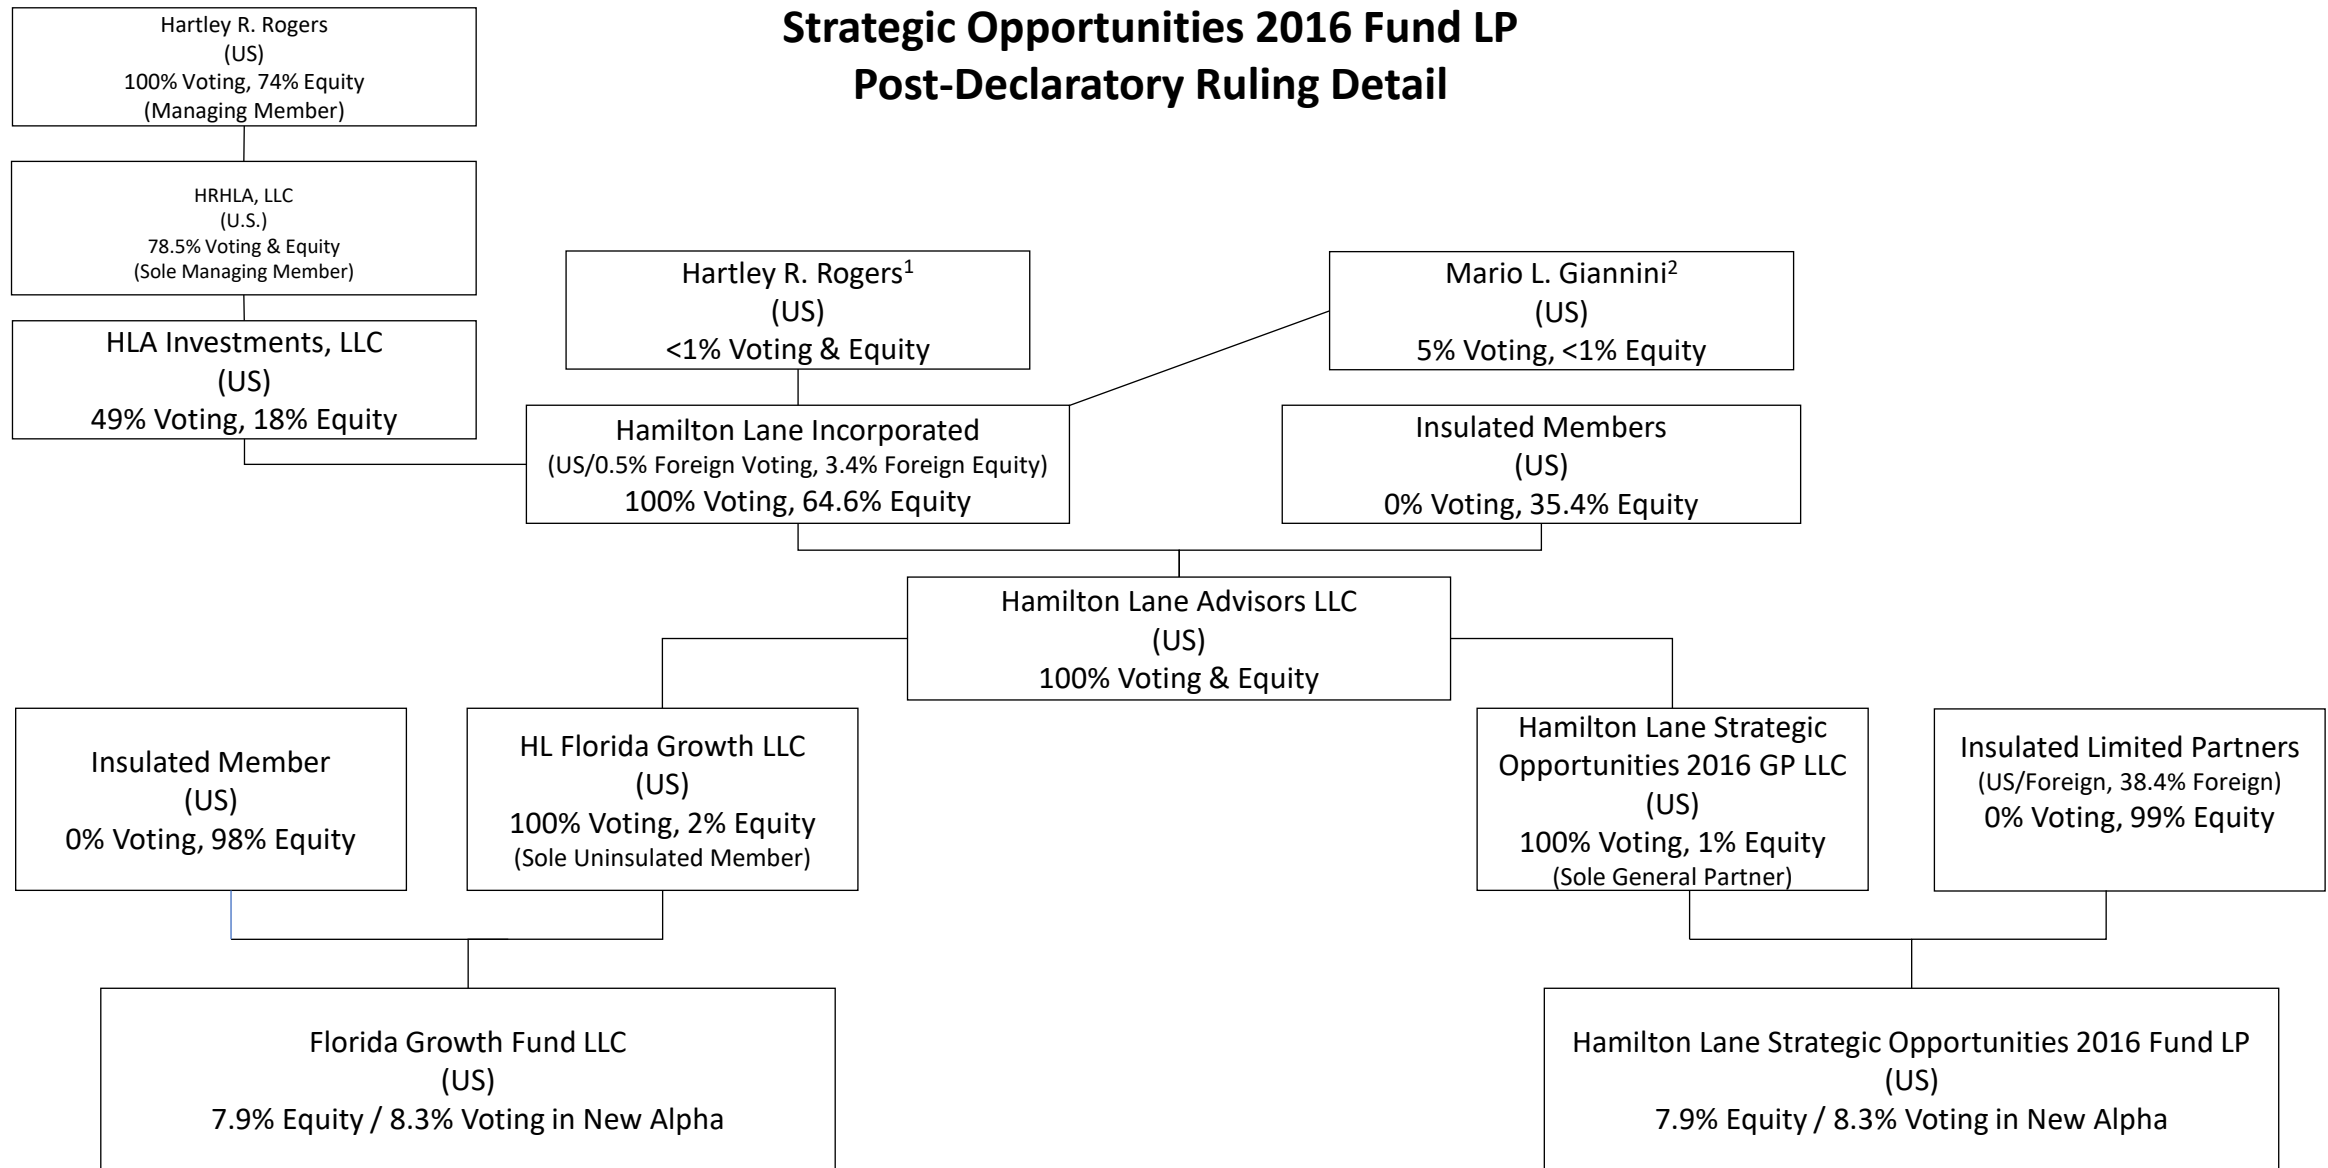 Strategic Opportunities 2016 Fund LP
Post-Declaratory Ruling Detail
Hartley R. Rogers
(US)
100% Voting, 74% Equity
(Managing Member)
HRHLA, LLC
(U.S.)
78.5% Voting & Equity
(Sole Managing Member)
HLA Investments, LLC
(US)
49% Voting, 18% Equity
Hartley R. Rogers1
(US)
<1% Voting & Equity
Mario L. Giannini2
(US)
5% Voting, <1% Equity
Hamilton Lane Incorporated
(US/0.5% Foreign Voting, 3.4% Foreign Equity)
100% Voting, 64.6% Equity
Insulated Members
(US)
0% Voting, 35.4% Equity
Hamilton Lane Advisors LLC
(US)
100% Voting & Equity
Insulated Member
(US)
0% Voting, 98% Equity
HL Florida Growth LLC
(US)
100% Voting, 2% Equity
(Sole Uninsulated Member)
Hamilton Lane Strategic
Opportunities 2016 GP LLC
(US)
100% Voting, 1% Equity
(Sole General Partner)
Insulated Limited Partners
(US/Foreign, 38.4% Foreign)
0% Voting, 99% Equity
Florida Growth Fund LLC
(US)
7.9% Equity / 8.3% Voting in New Alpha
Hamilton Lane Strategic Opportunities 2016 Fund LP
(US)
7.9% Equity / 8.3% Voting in New Alpha